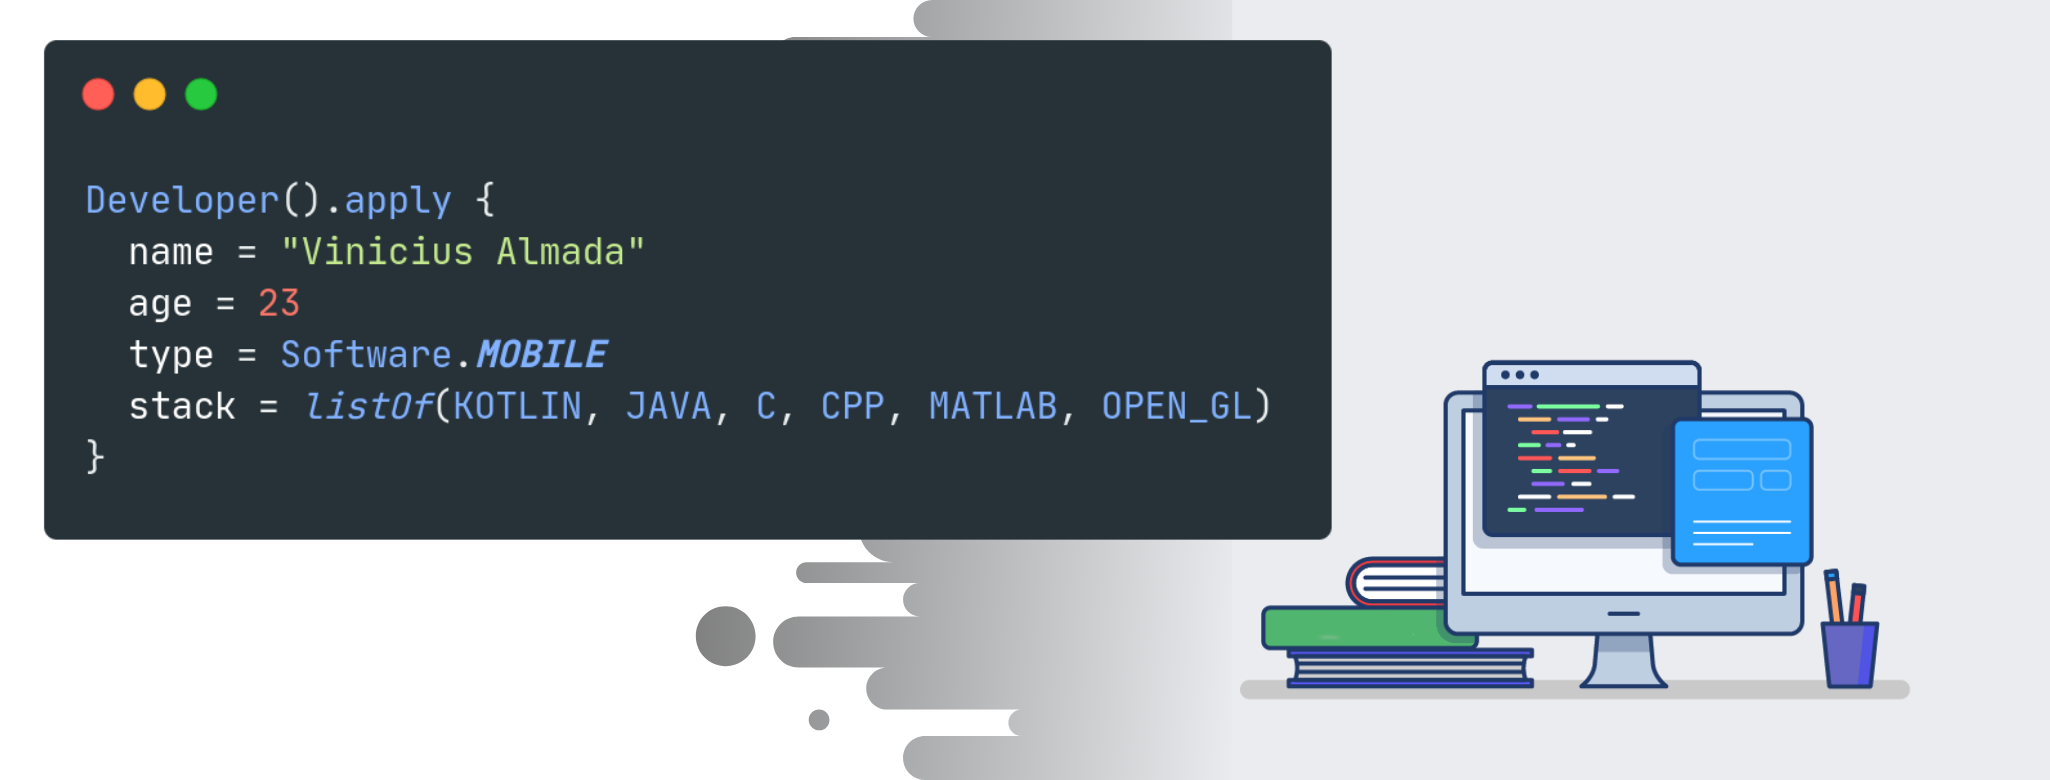 Developer().apply {
  name = "Vinicius Almada"
  age = 23
  type = Software.MOBILE
  stack = listOf(KOTLIN, JAVA, C, CPP, MATLAB, OPEN_GL)
}